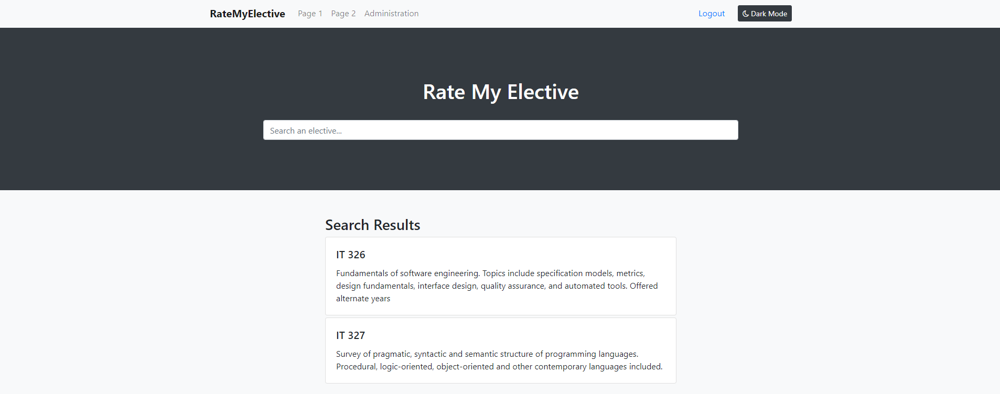 RateMyElective Page 1 Page 2 Administration Logout Dark Mode
Rate My Elective
Search an elective...
Search Results
IT 326
Fundamentals of software engineering. Topics include specification models, metrics,
design fundamentals, interface design, quality assurance, and automated tools. Offered
alternate years
IT 327
Survey of pragmatic, syntactic and semantic structure of programming languages.
Procedural, logic-oriented, object-oriented and other contemporary languages included.